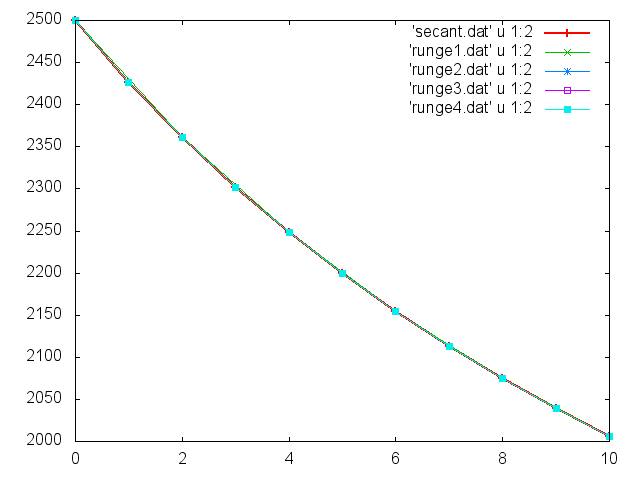 2500
2450
2400
2350
2300
2250
2200
2150
2100
2050
2000
0 2 4 6 8 10
'secant.dat' u 1:2
'runge1.dat' u 1:2
'runge2.dat' u 1:2
'runge3.dat' u 1:2
'runge4.dat' u 1:2